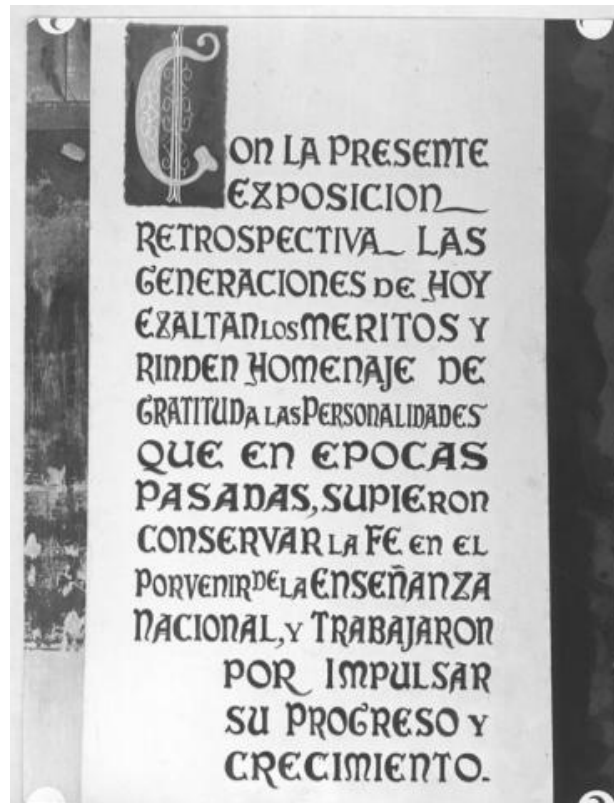 CON LA PRESENTE
EXPOSICION
RETROSPECTIVA LAS
GENERACIONES DE HOY
EXALTAN LOS MERITOS Y
RINDEN HOMENAJE DE
GRATITUD A LAS PERSONALIDADES
QUE EN EPOCAS
PASADAS, SUPIERON
CONSERVAR LA FE EN EL
PORVENIR DE LA ENSEÑANZA
NACIONAL, Y TRABAJARON
POR IMPULSAR
SU PROGRESO Y
CRECIMIENTO.